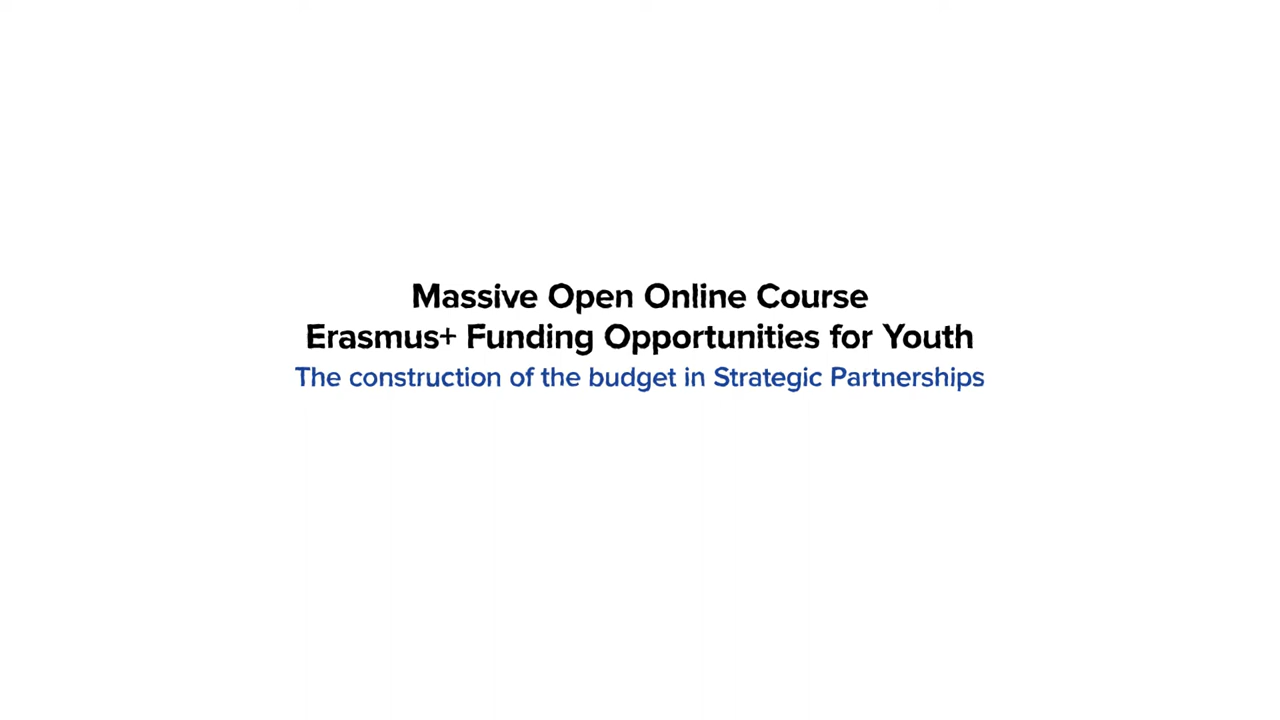 Massive Open Online Course
Erasmus+ Funding Opportunities for Youth
The construction of the budget in Strategic Partnerships